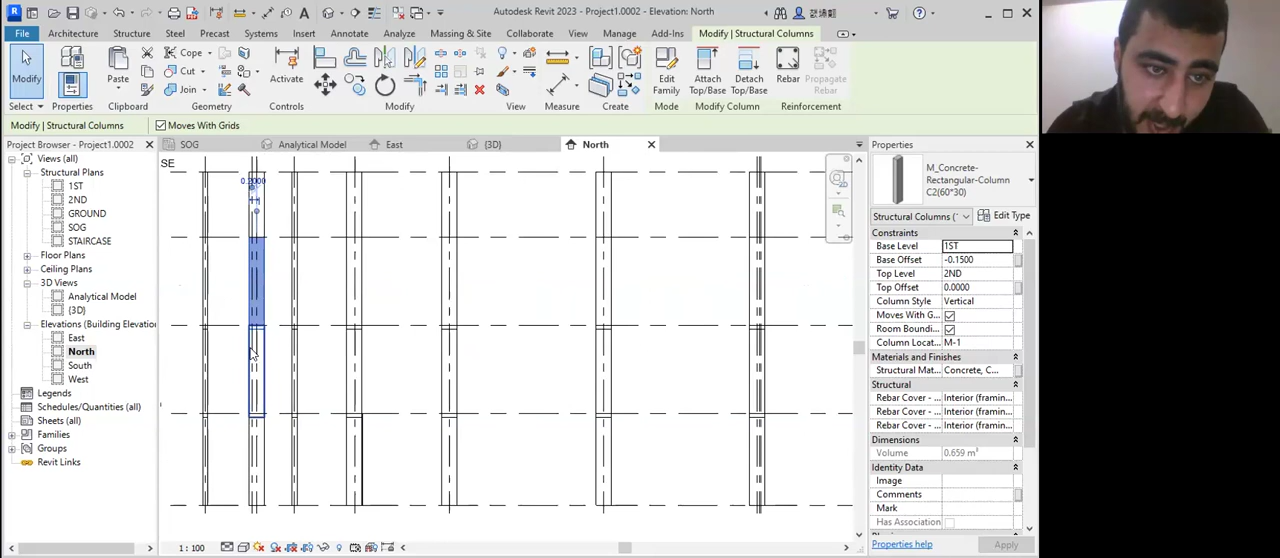 Autodesk Revit 2023 - Project1.0002 - Elevation: North
File Architecture Structure Steel Precast Systems Insert Annotate Analyze Massing & Site Collaborate View Manage Add-Ins Modify | Structural Columns
Modify
Paste
Cope
Cut
Join
Activate
Edit Family
Attach Top/Base
Detach Top/Base
Rebar
Propagate Rebar
Select Properties Clipboard Geometry Controls Modify View Measure Create Mode Modify Column Reinforcement
Modify | Structural Columns Moves With Grids
Project Browser - Project1.0002
SOG Analytical Model East {3D} North
Properties
Views (all)
Structural Plans
1ST
2ND
GROUND
SOG
STAIRCASE
Floor Plans
Ceiling Plans
3D Views
Analytical Model
{3D}
Elevations (Building Elevation
East
North
South
West
Legends
Schedules/Quantities (all)
Sheets (all)
Families
Groups
Revit Links
SE
1 : 100
M_Concrete-
Rectangular-Column
C2(60*30)
Structural Columns ( Edit Type
Constraints
Base Level 1ST
Base Offset -0.1500
Top Level 2ND
Top Offset 0.0000
Column Style Vertical
Moves With G...
Room Boundi...
Column Locat... M-1
Materials and Finishes
Structural Mat... Concrete, C...
Structural
Rebar Cover - ... Interior (framin...
Rebar Cover - ... Interior (framin...
Rebar Cover - ... Interior (framin...
Dimensions
Volume 0.659 m³
Identity Data
Image
Comments
Mark
Has Association
Properties help Apply